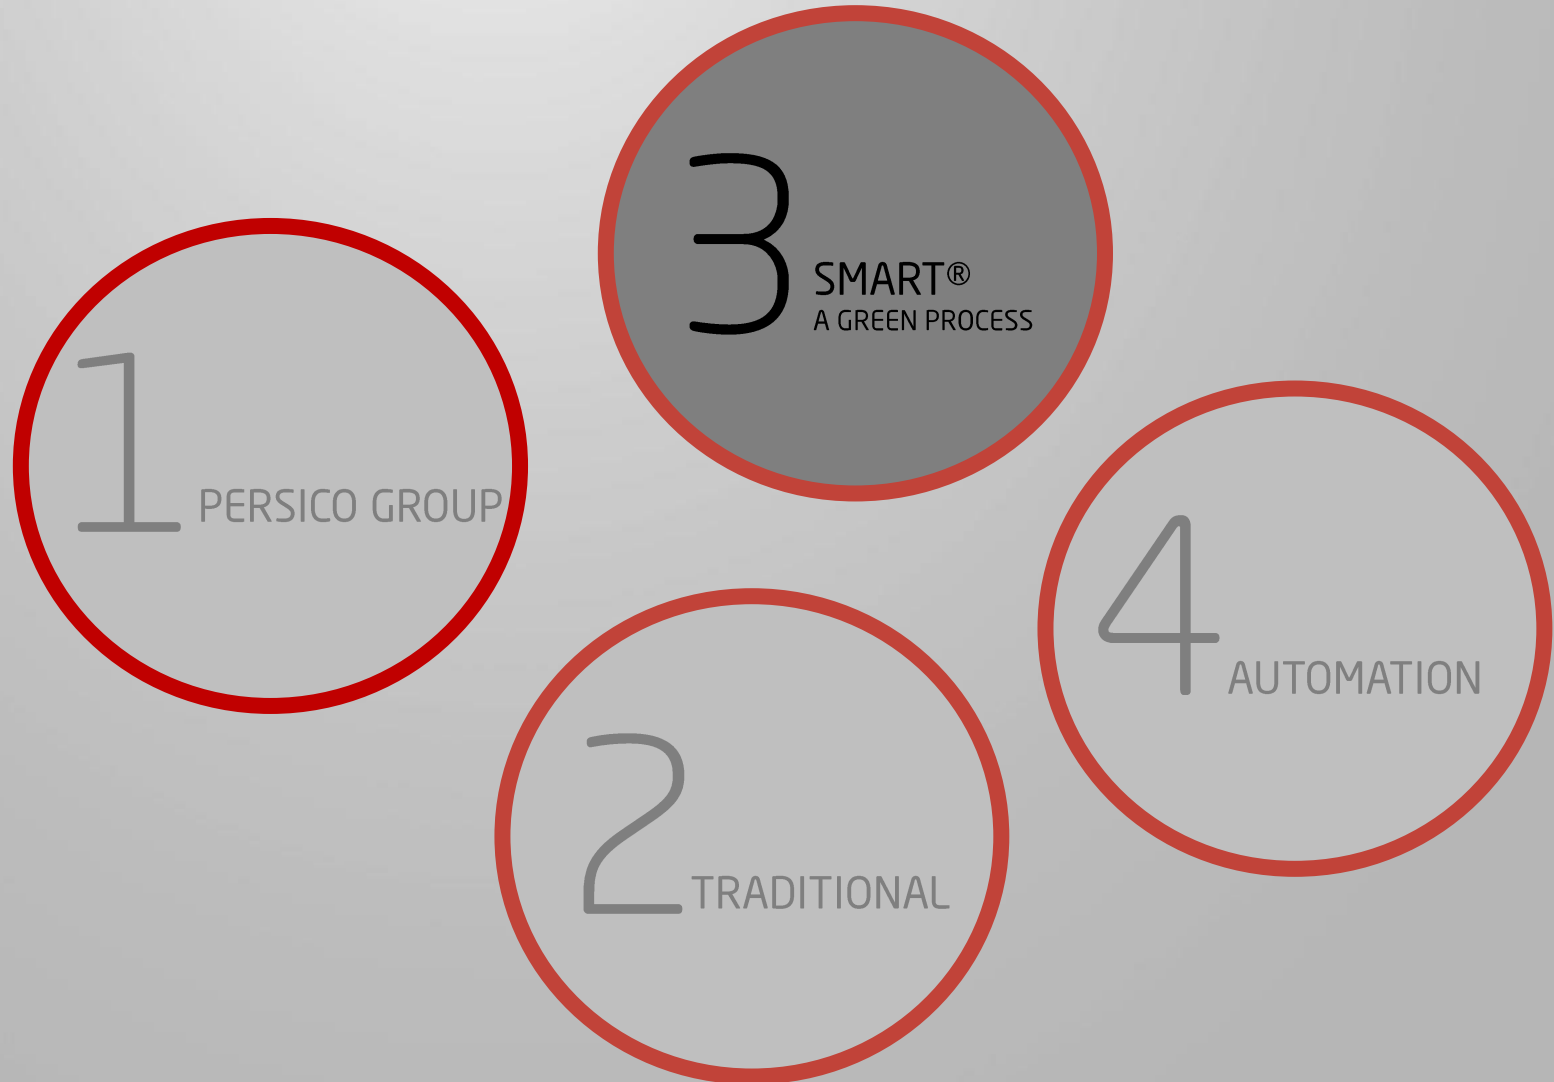 1 PERSICO GROUP
2 TRADITIONAL
3 SMART®
A GREEN PROCESS
4 AUTOMATION